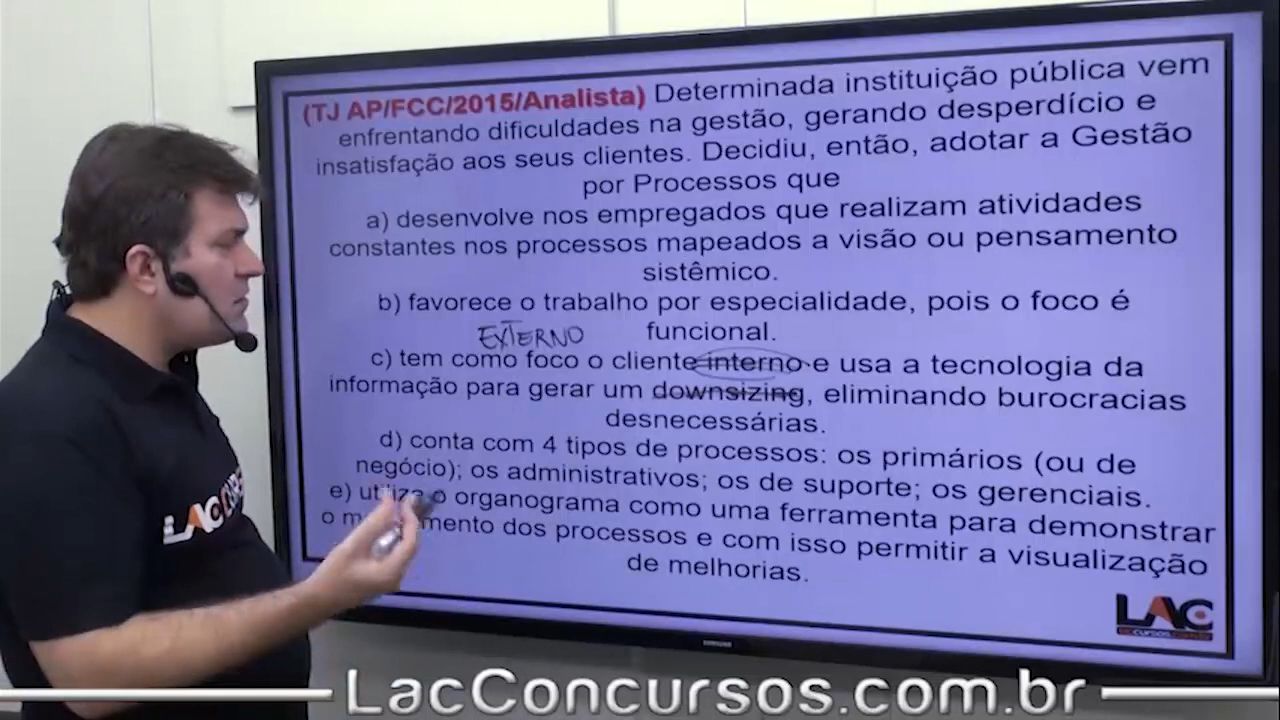 (TJ AP/FCC/2015/Analista) Determinada instituição pública vem
enfrentando dificuldades na gestão, gerando desperdício e
insatisfação aos seus clientes. Decidiu, então, adotar a Gestão
por Processos que
a) desenvolve nos empregados que realizam atividades
constantes nos processos mapeados a visão ou pensamento
sistêmico.
b) favorece o trabalho por especialidade, pois o foco é
funcional.
EXTERNO
c) tem como foco o cliente interno e usa a tecnologia da
informação para gerar um downsizing, eliminando burocracias
desnecessárias.
d) conta com 4 tipos de processos: os primários (ou de
negócio); os administrativos; os de suporte; os gerenciais.
e) utiliza o organograma como uma ferramenta para demonstrar
o dos processos e com isso permitir a visualização
de melhorias.
LAC
LAC
LacConcursos.com.br